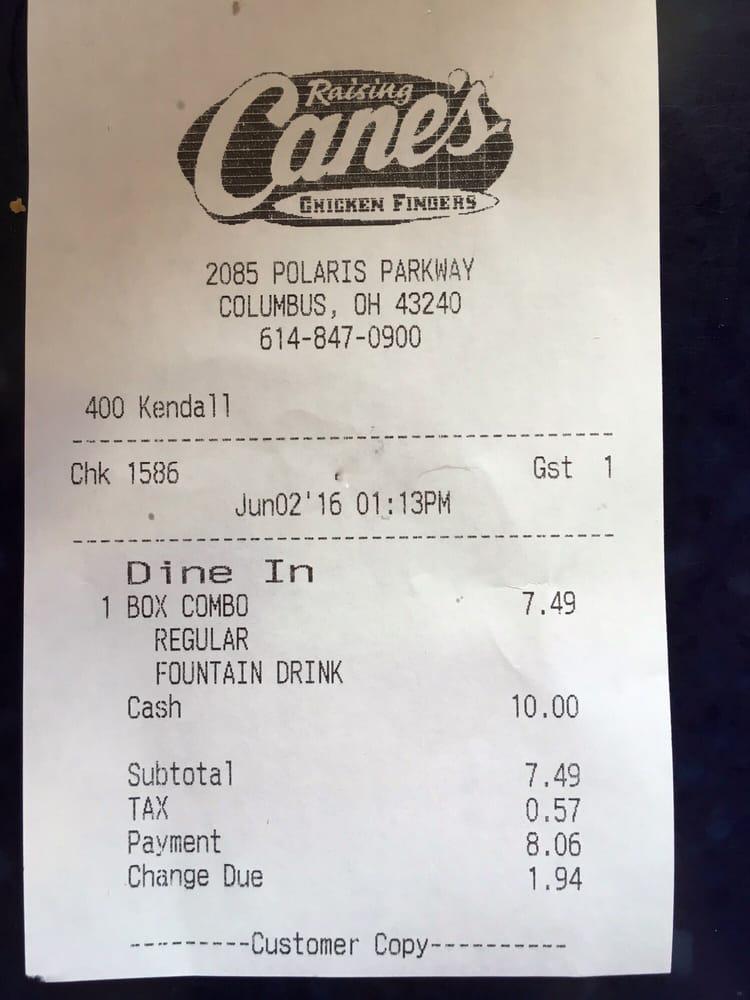 Raising
Cane's
CHICKEN FINGERS
2085 POLARIS PARKWAY
COLUMBUS, OH 43240
614-847-0900
400 Kendall
--------------------------------------
Chk 1586 Gst 1
Jun02'16 01:13PM
--------------------------------------
Dine In
1 BOX COMBO 7.49
REGULAR
FOUNTAIN DRINK
Cash 10.00
Subtotal 7.49
TAX 0.57
Payment 8.06
Change Due 1.94
---------Customer Copy----------